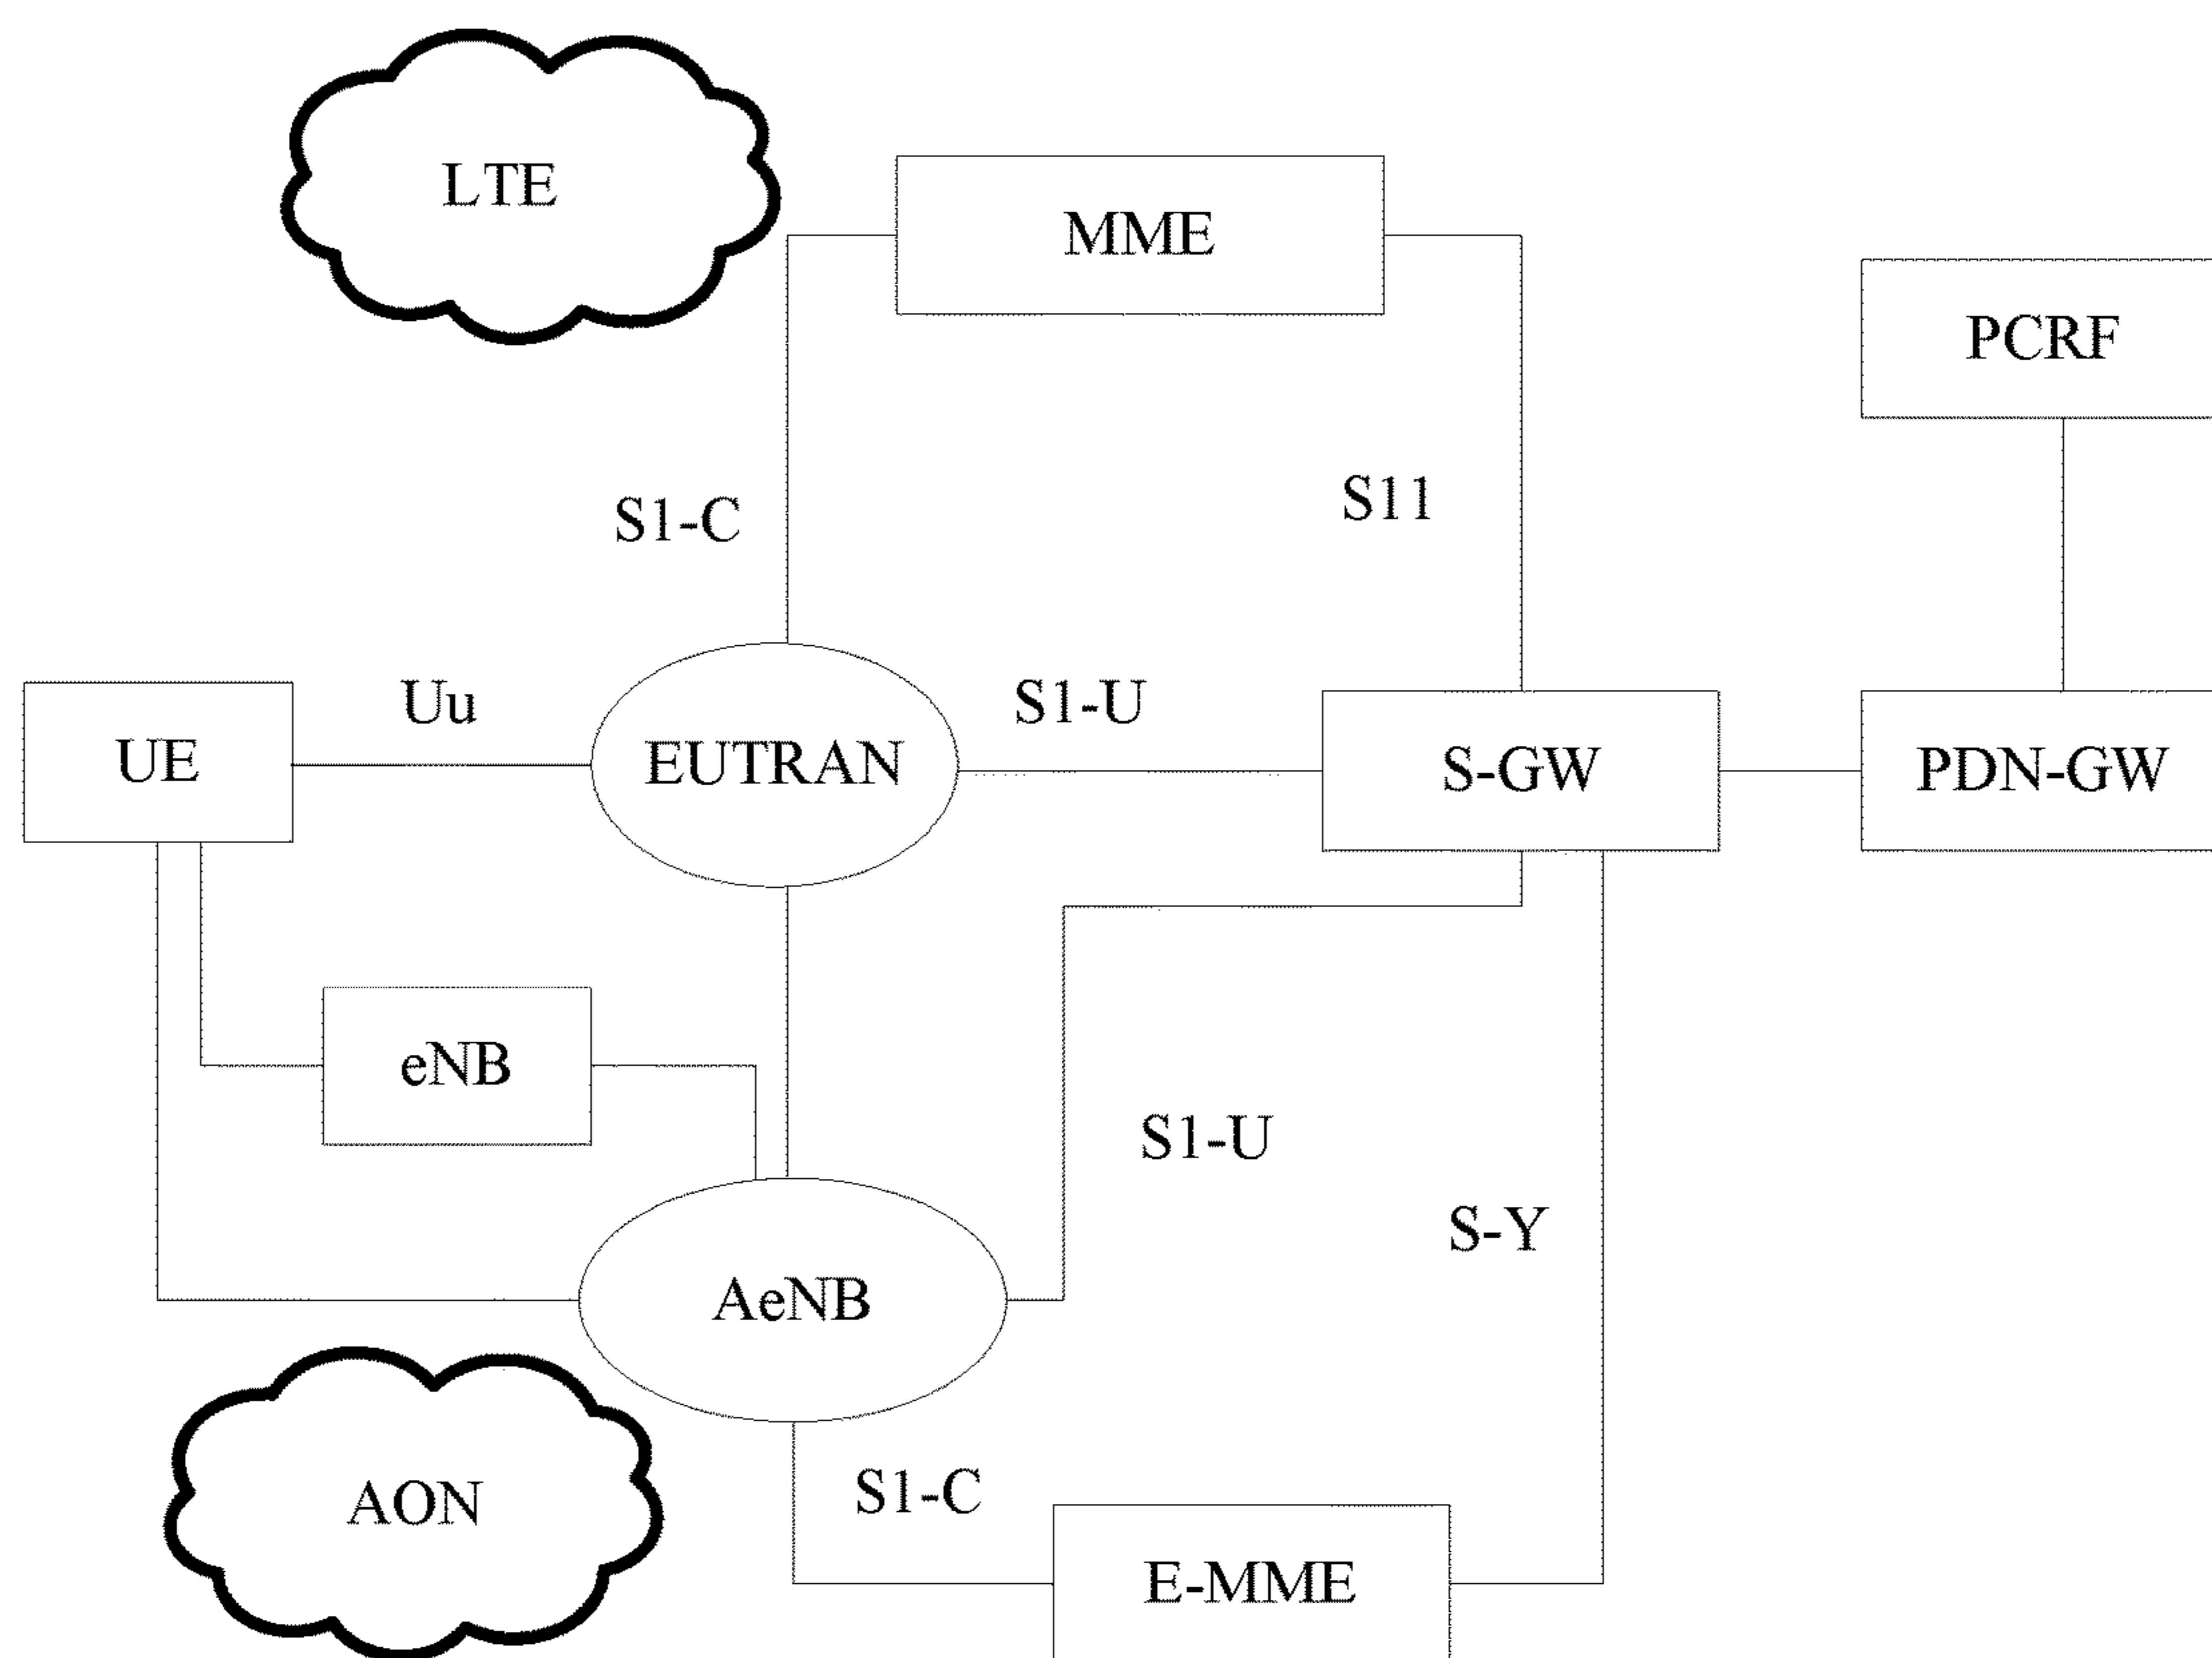 LTE
MME
PCRF
S1-C
S11
UE
Uu
EUTRAN
S1-U
S-GW
PDN-GW
eNB
S1-U
S-Y
AeNB
AON
S1-C
E-MME